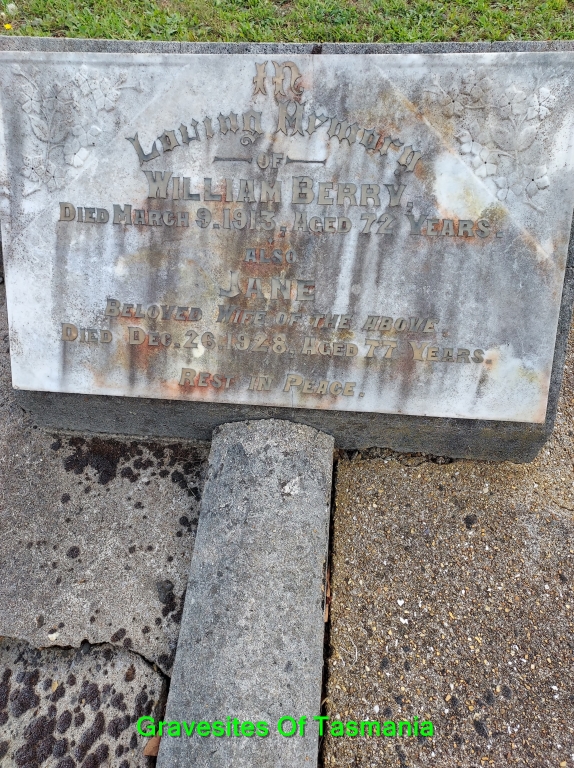 In
Loving Memory
OF
WILLIAM BERRY,
DIED MARCH 9. 1913, AGED 72 YEARS.
ALSO
JANE
BELOVED WIFE OF THE ABOVE.
DIED DEC. 26. 1928. AGED 77 YEARS.
REST IN PEACE.
Gravesites Of Tasmania